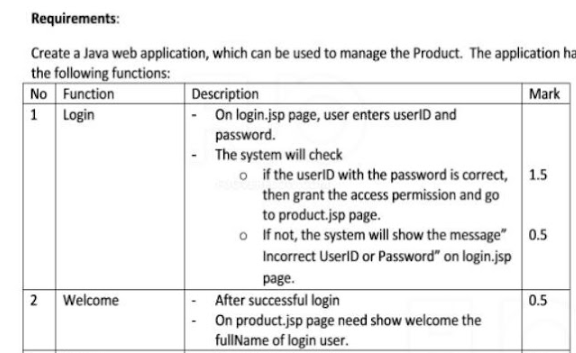 Requirements:
Create a Java web application, which can be used to manage the Product. The application ha
the following functions:
No Function Description Mark
1 Login - On login.jsp page, user enters userID and
password.
- The system will check
o if the userID with the password is correct, 1.5
then grant the access permission and go
to product.jsp page.
o If not, the system will show the message" 0.5
Incorrect UserID or Password" on login.jsp
page.
2 Welcome - After successful login 0.5
- On product.jsp page need show welcome the
fullName of login user.